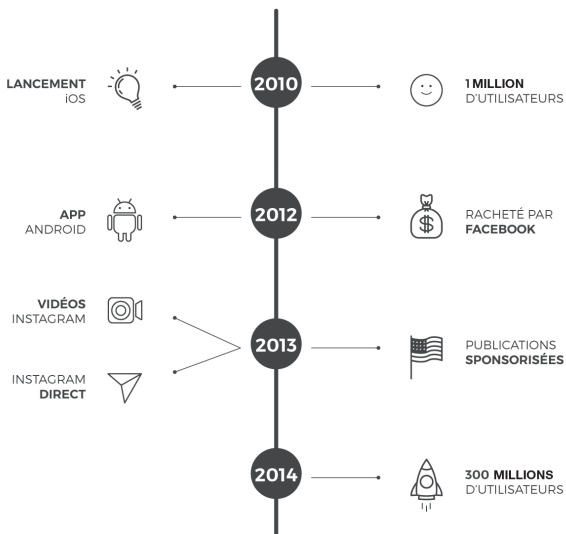 LANCEMENT
iOS
2010
1 MILLION
D'UTILISATEURS
APP
ANDROID
2012
$
RACHETÉ PAR
FACEBOOK
VIDÉOS
INSTAGRAM
INSTAGRAM
DIRECT
2013
PUBLICATIONS
SPONSORISÉES
2014
300 MILLIONS
D'UTILISATEURS